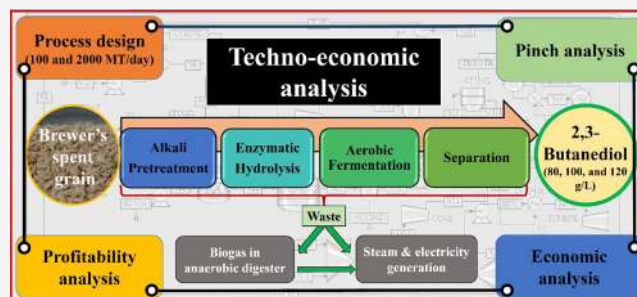 Process design
(100 and 2000 MT/day)
Techno-economic
analysis
Pinch analysis
Brewer's
spent
grain
Alkali
Pretreatment
Enzymatic
Hydrolysis
Aerobic
Fermentation
Separation
2,3-
Butanediol
(80, 100, and 120
g/L)
Waste
Biogas in
anaerobic digester
Steam & electricity
generation
Profitability
analysis
Economic
analysis